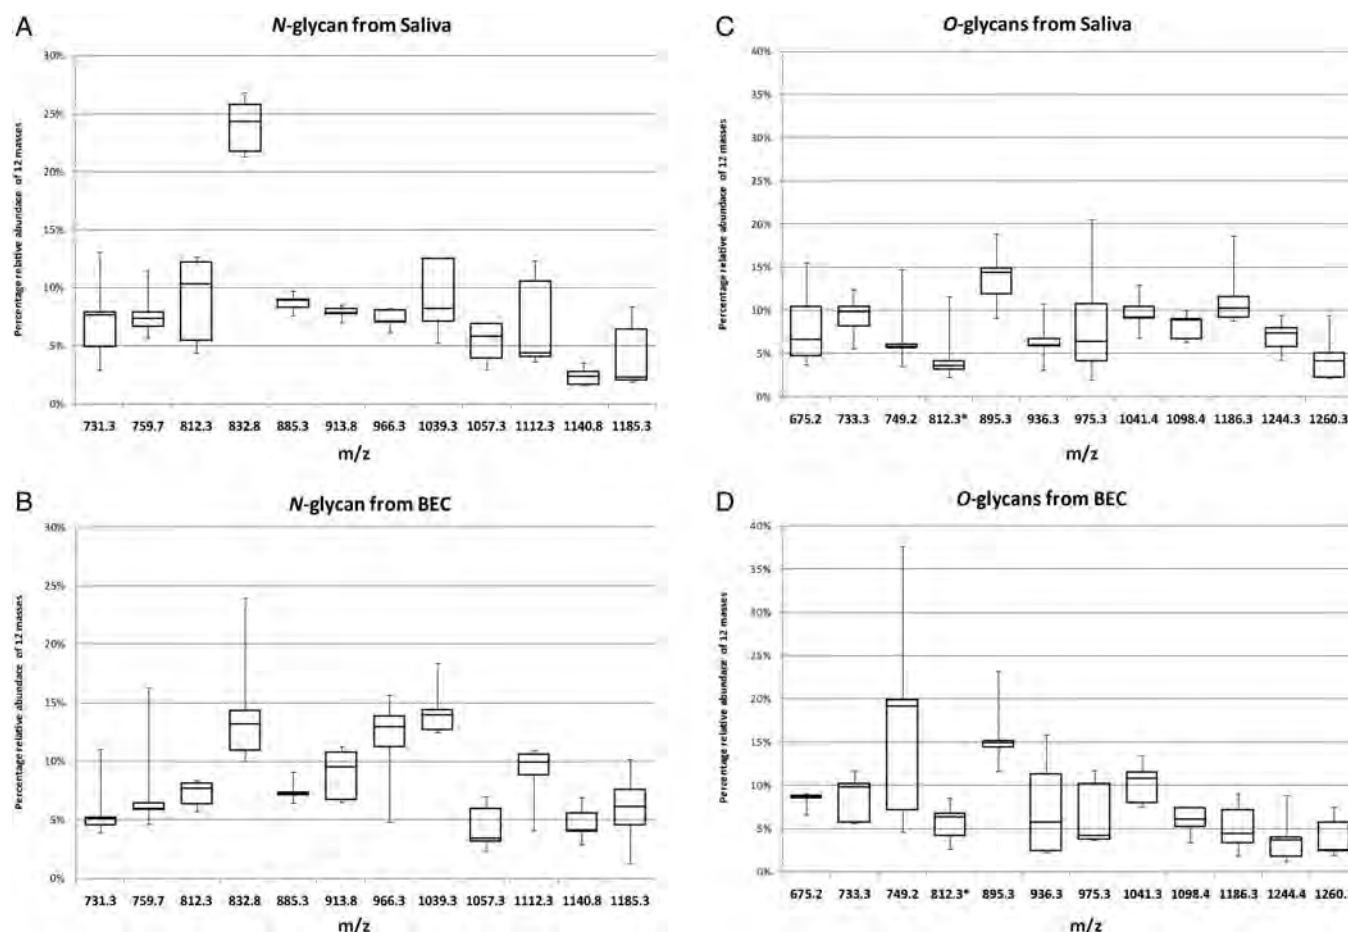 A
N-glycan from Saliva
Percentage relative abundace of 12 masses
30%
25%
20%
15%
10%
5%
0%
731.3 759.7 812.3 832.8 885.3 913.8 966.3 1039.3 1057.3 1112.3 1140.8 1185.3
m/z
B
N-glycan from BEC
Percentage relative abundace of 12 masses
30%
25%
20%
15%
10%
5%
0%
731.3 759.7 812.3 832.8 885.3 913.8 966.3 1039.3 1057.3 1112.3 1140.8 1185.3
m/z
C
O-glycans from Saliva
Percentage relative abundace of 12 masses
40%
35%
30%
25%
20%
15%
10%
5%
0%
675.2 733.3 749.2 812.3* 895.3 936.3 975.3 1041.4 1098.4 1186.3 1244.3 1260.3
m/z
D
O-glycans from BEC
Percentage relative abundace of 12 masses
40%
35%
30%
25%
20%
15%
10%
5%
0%
675.2 733.3 749.2 812.3* 895.3 936.3 975.3 1041.3 1098.4 1186.3 1244.4
m/z